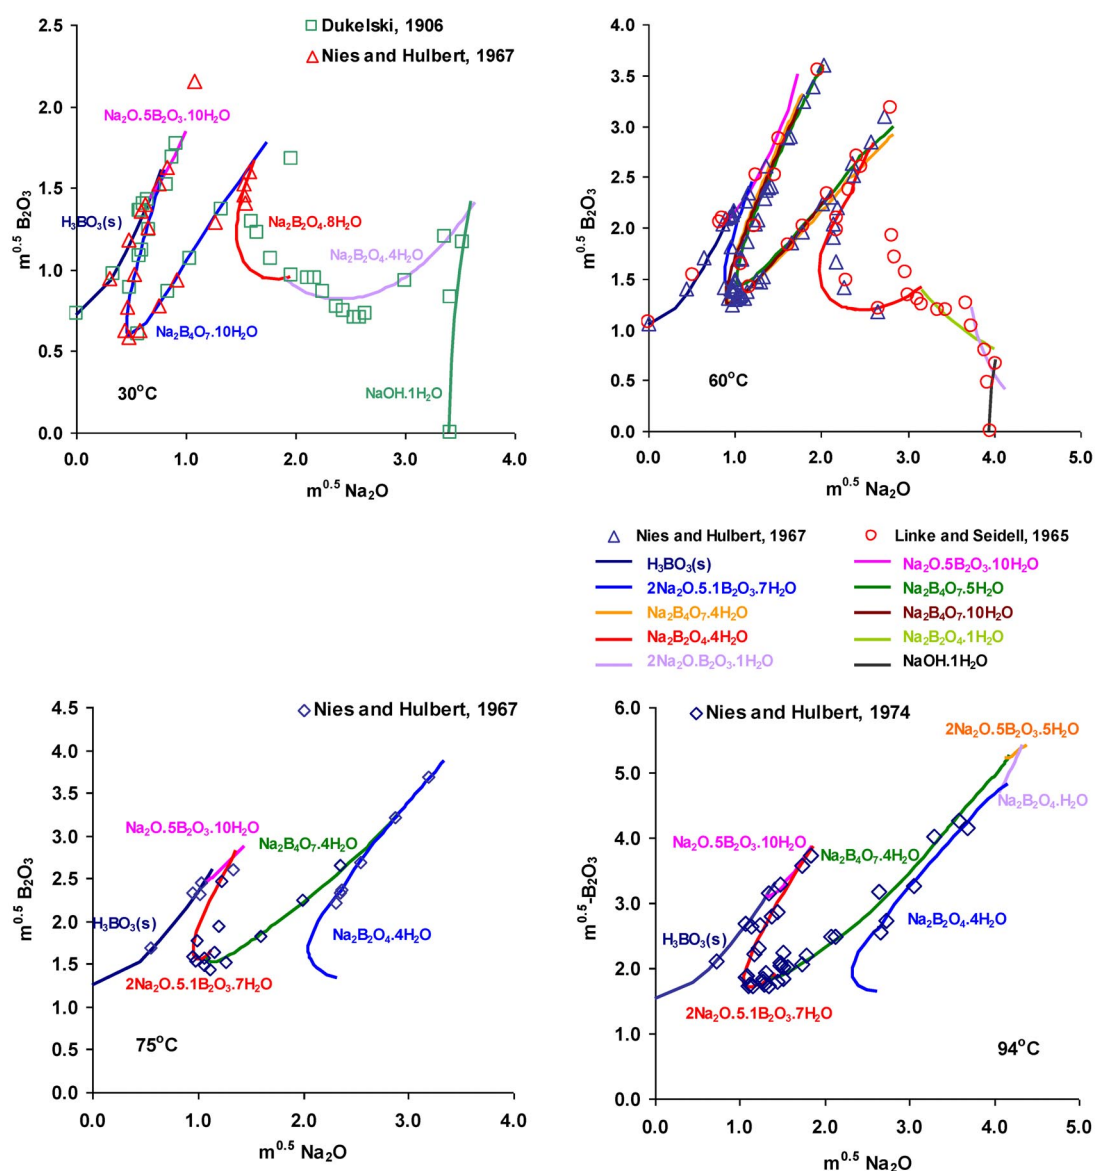 2.5
2.0
1.5
1.0
0.5
0.0
m^0.5 B₂O₃
Dukelski, 1906
Nies and Hulbert, 1967
Na₂O.5B₂O₃.10H₂O
H₃BO₃(s)
Na₂B₂O₄.8H₂O
Na₂B₂O₄.4H₂O
Na₂B₄O₇.10H₂O
30°C
NaOH.1H₂O
0.0 1.0 2.0 3.0 4.0
m^0.5 Na₂O
4.0
3.5
3.0
2.5
2.0
1.5
1.0
0.5
0.0
m^0.5 B₂O₃
60°C
0.0 1.0 2.0 3.0 4.0 5.0
m^0.5 Na₂O
Nies and Hulbert, 1967 Linke and Seidell, 1965
H₃BO₃(s) Na₂O.5B₂O₃.10H₂O
2Na₂O.5.1B₂O₃.7H₂O Na₂B₄O₇.5H₂O
Na₂B₄O₇.4H₂O Na₂B₄O₇.10H₂O
Na₂B₂O₄.4H₂O Na₂B₂O₄.1H₂O
2Na₂O.B₂O₃.1H₂O NaOH.1H₂O
4.5
4.0
3.5
3.0
2.5
2.0
1.5
1.0
0.5
0.0
m^0.5 B₂O₃
Nies and Hulbert, 1967
Na₂O.5B₂O₃.10H₂O
Na₂B₄O₇.4H₂O
H₃BO₃(s)
Na₂B₂O₄.4H₂O
2Na₂O.5.1B₂O₃.7H₂O
75°C
0.0 1.0 2.0 3.0 4.0
m^0.5 Na₂O
6.0
5.0
4.0
3.0
2.0
1.0
0.0
m^0.5-B₂O₃
Nies and Hulbert, 1974
2Na₂O.5B₂O₃.5H₂O
Na₂B₂O₄.H₂O
Na₂O.5B₂O₃.10H₂O
Na₂B₄O₇.4H₂O
Na₂B₂O₄.4H₂O
H₃BO₃(s)
2Na₂O.5.1B₂O₃.7H₂O
94°C
0.0 1.0 2.0 3.0 4.0 5.0
m^0.5 Na₂O